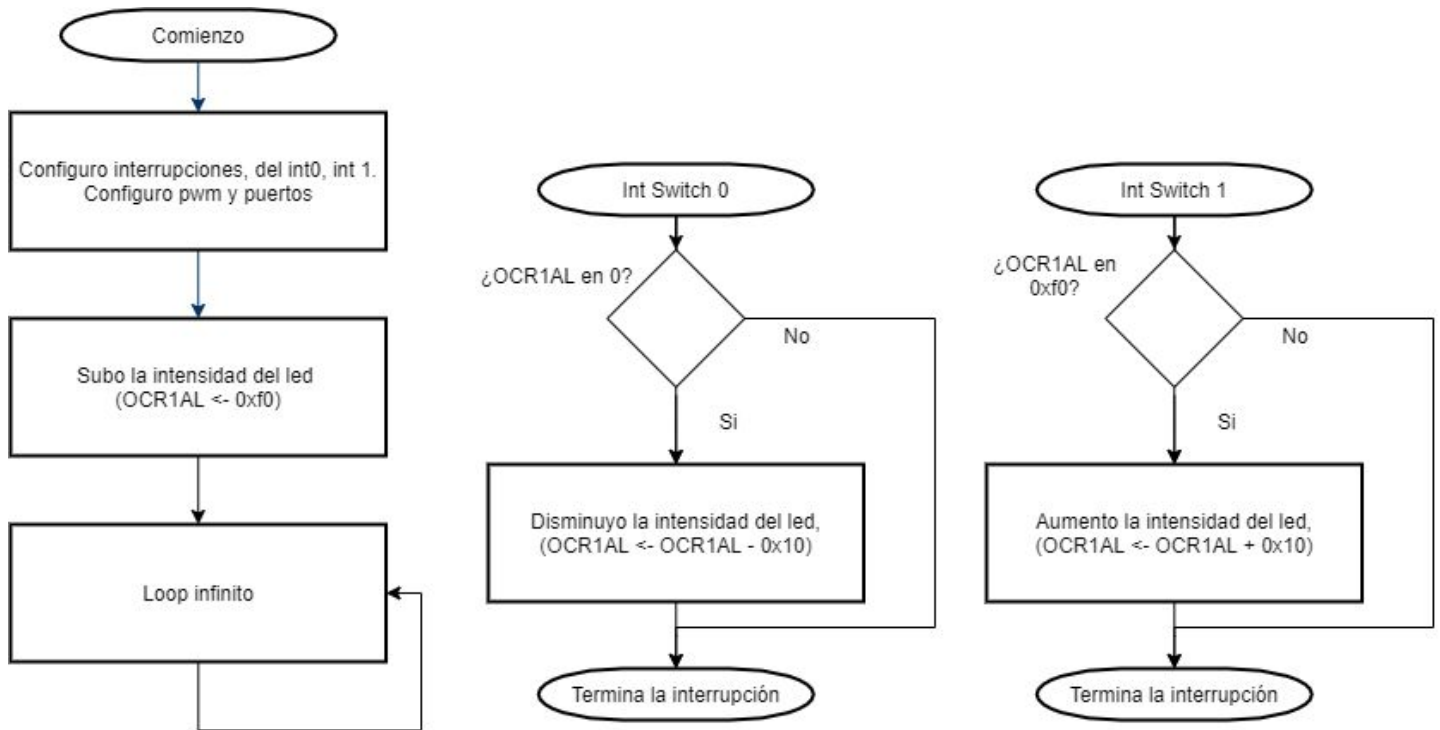 Comienzo
Configuro interrupciones, del int0, int 1.
Configuro pwm y puertos
Subo la intensidad del led
(OCR1AL <- 0xf0)
Loop infinito
Int Switch 0
¿OCR1AL en 0?
No
Si
Disminuyo la intensidad del led,
(OCR1AL <- OCR1AL - 0x10)
Termina la interrupción
Int Switch 1
¿OCR1AL en
0xf0?
No
Si
Aumento la intensidad del led,
(OCR1AL <- OCR1AL + 0x10)
Termina la interrupción